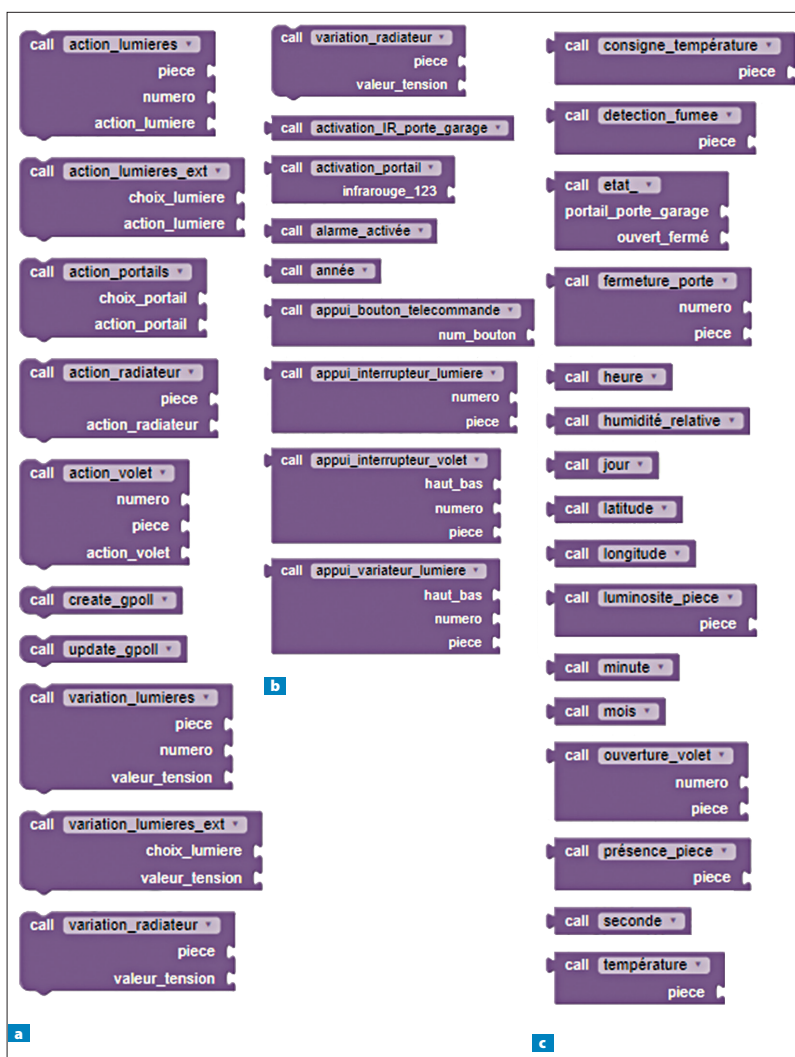 call action_lumieres
piece
numero
action_lumiere
call action_lumieres_ext
choix_lumiere
action_lumiere
call action_portails
choix_portail
action_portail
call action_radiateur
piece
action_radiateur
call action_volet
numero
piece
action_volet
call create_gpoll
call update_gpoll
call variation_lumieres
piece
numero
valeur_tension
call variation_lumieres_ext
choix_lumiere
valeur_tension
call variation_radiateur
piece
valeur_tension
a
call variation_radiateur
piece
valeur_tension
call activation_IR_porte_garage
call activation_portail
infrarouge_123
call alarme_activée
call année
call appui_bouton_telecommande
num_bouton
call appui_interrupteur_lumiere
numero
piece
call appui_interrupteur_volet
haut_bas
numero
piece
call appui_variateur_lumiere
haut_bas
numero
piece
b
call consigne_température
piece
call detection_fumee
piece
call etat_
portail_porte_garage
ouvert_fermé
call fermeture_porte
numero
piece
call heure
call humidité_relative
call jour
call latitude
call longitude
call luminosite_piece
piece
call minute
call mois
call ouverture_volet
numero
piece
call présence_piece
piece
call seconde
call température
piece
c